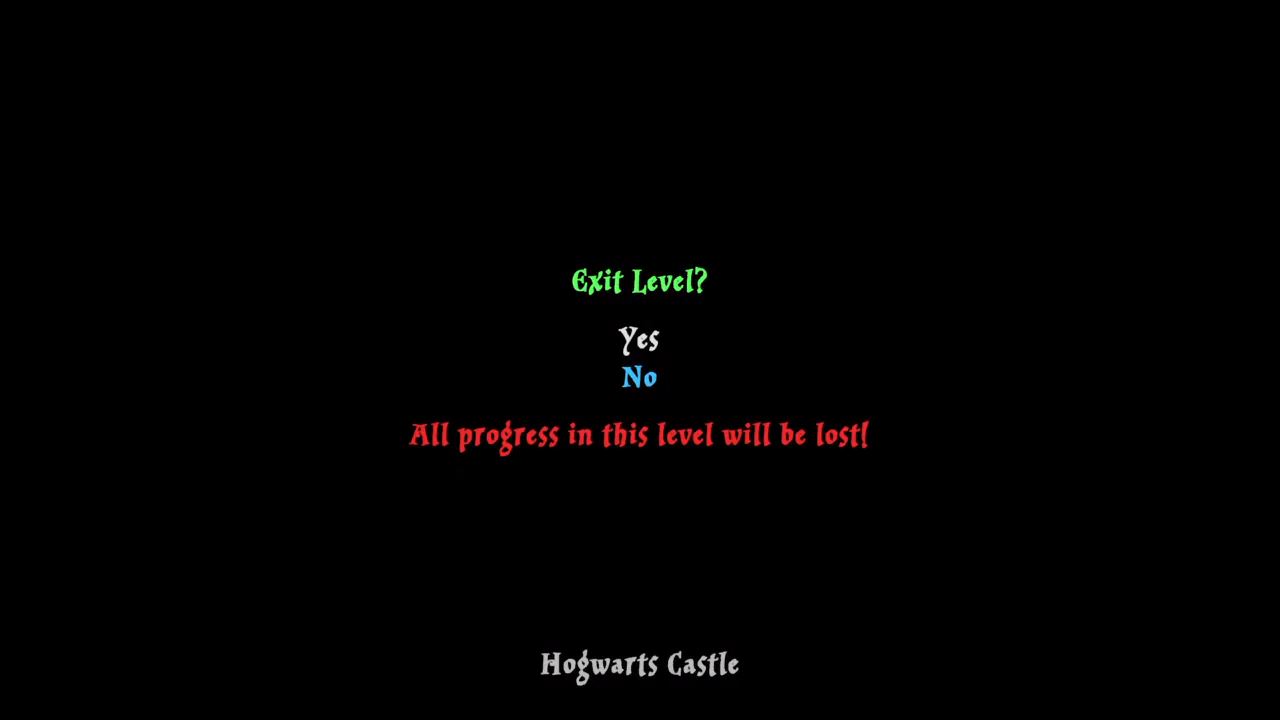 Exit Level?
Yes
No
All progress in this level will be lost!
Hogwarts Castle